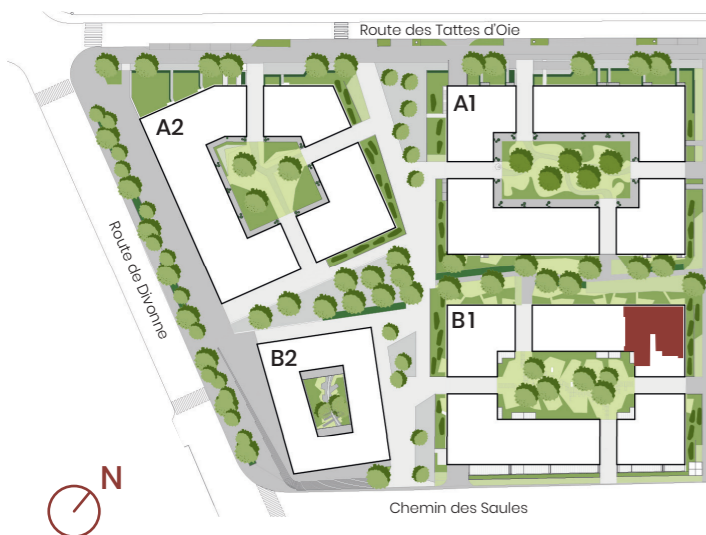 Route des Tattes d'Oie
A2
A1
Route de Divonne
B1
B2
N
Chemin des Saules